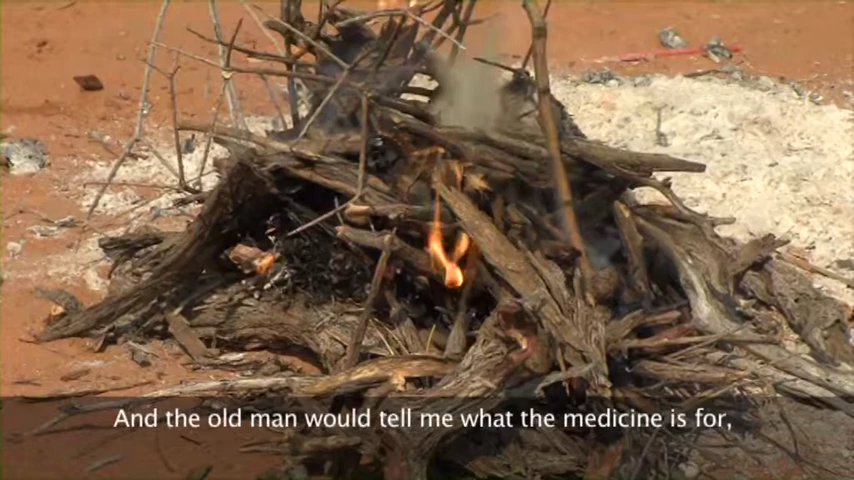 And the old man would tell me what the medicine is for,